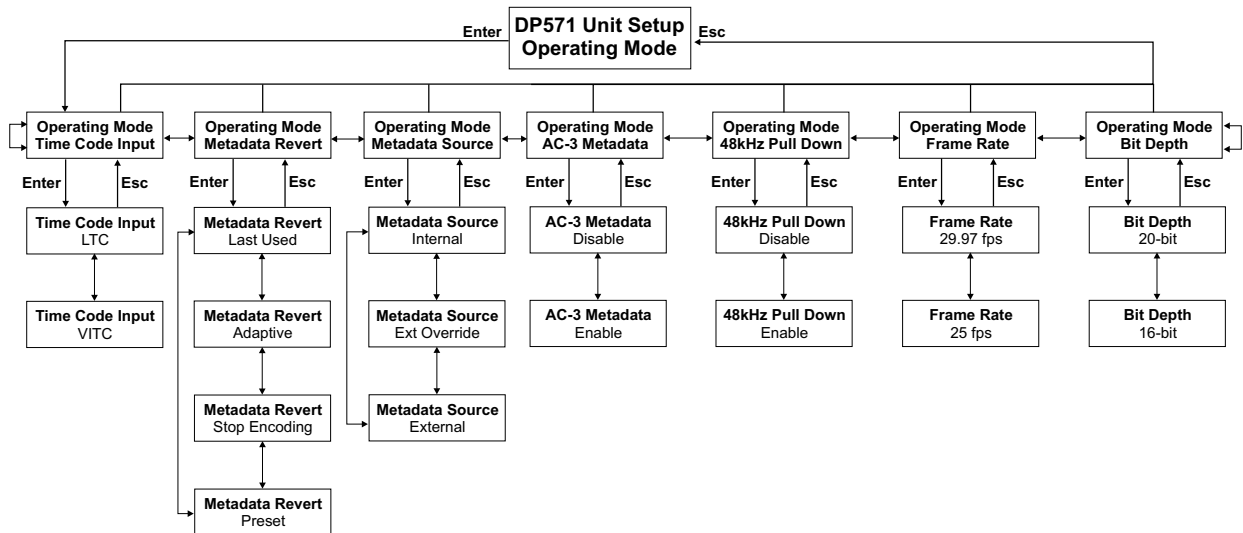 DP571 Unit Setup
Operating Mode
Enter
Esc
Operating Mode
Time Code Input
Operating Mode
Metadata Revert
Operating Mode
Metadata Source
Operating Mode
AC-3 Metadata
Operating Mode
48kHz Pull Down
Operating Mode
Frame Rate
Operating Mode
Bit Depth
Enter
Esc
Enter
Esc
Enter
Esc
Enter
Esc
Enter
Esc
Enter
Esc
Enter
Esc
Time Code Input
LTC
Metadata Revert
Last Used
Metadata Source
Internal
AC-3 Metadata
Disable
48kHz Pull Down
Disable
Frame Rate
29.97 fps
Bit Depth
20-bit
Time Code Input
VITC
Metadata Revert
Adaptive
Metadata Source
Ext Override
AC-3 Metadata
Enable
48kHz Pull Down
Enable
Frame Rate
25 fps
Bit Depth
16-bit
Metadata Revert
Stop Encoding
Metadata Source
External
Metadata Revert
Preset